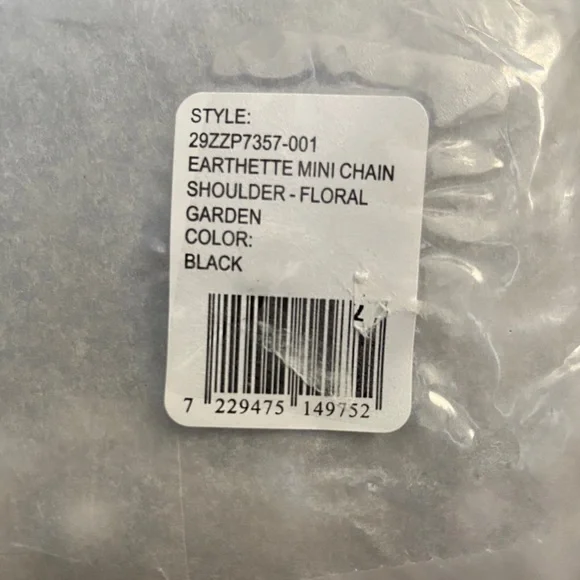 STYLE:
29ZZP7357-001
EARTHETTE MINI CHAIN
SHOULDER - FLORAL
GARDEN
COLOR:
BLACK
7 229475 149752